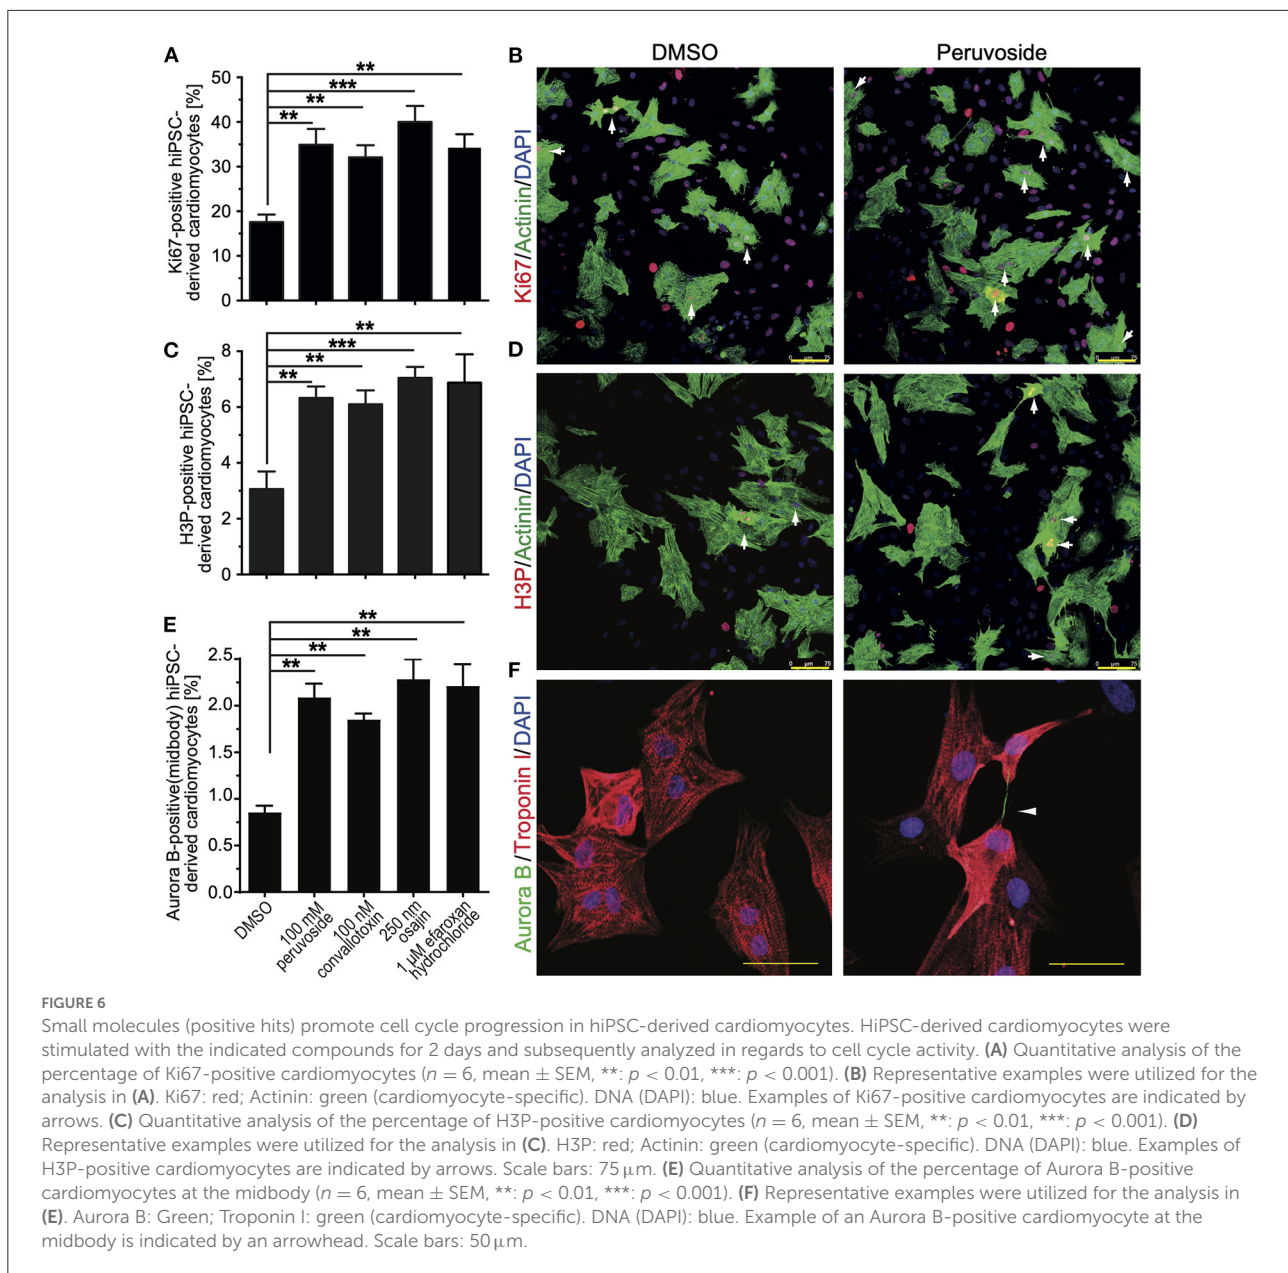 A
Ki67-positive hiPSC-
derived cardiomyocytes [%]
50
40
30
20
10
0
**
***
**
**
B
DMSO
Peruvoside
Ki67/Actinin/DAPI
0 µm 75
0 µm 75
C
H3P-positive hiPSC-
derived cardiomyocytes [%]
8
6
4
2
0
**
***
**
**
D
H3P/Actinin/DAPI
0 µm 75
0 µm 75
E
Aurora B-positive(midbody) hiPSC-
derived cardiomyocytes [%]
2.5
2.0
1.5
1.0
0.5
0.0
**
**
**
**
DMSO
100 mM
peruvoside
100 nM
convallotoxin
250 nm
osajin
1 µM efaroxan
hydrochloride
F
Aurora B/Troponin I/DAPI
FIGURE 6
Small molecules (positive hits) promote cell cycle progression in hiPSC-derived cardiomyocytes. HiPSC-derived cardiomyocytes were
stimulated with the indicated compounds for 2 days and subsequently analyzed in regards to cell cycle activity. (A) Quantitative analysis of the
percentage of Ki67-positive cardiomyocytes (n = 6, mean ± SEM, **: p < 0.01, ***: p < 0.001). (B) Representative examples were utilized for the
analysis in (A). Ki67: red; Actinin: green (cardiomyocyte-specific). DNA (DAPI): blue. Examples of Ki67-positive cardiomyocytes are indicated by
arrows. (C) Quantitative analysis of the percentage of H3P-positive cardiomyocytes (n = 6, mean ± SEM, **: p < 0.01, ***: p < 0.001). (D)
Representative examples were utilized for the analysis in (C). H3P: red; Actinin: green (cardiomyocyte-specific). DNA (DAPI): blue. Examples of
H3P-positive cardiomyocytes are indicated by arrows. Scale bars: 75 µm. (E) Quantitative analysis of the percentage of Aurora B-positive
cardiomyocytes at the midbody (n = 6, mean ± SEM, **: p < 0.01, ***: p < 0.001). (F) Representative examples were utilized for the analysis in
(E). Aurora B: Green; Troponin I: green (cardiomyocyte-specific). DNA (DAPI): blue. Example of an Aurora B-positive cardiomyocyte at the
midbody is indicated by an arrowhead. Scale bars: 50 µm.